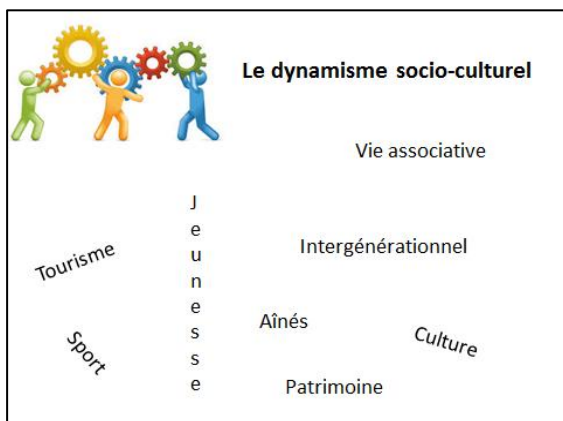 Le dynamisme socio-culturel
Vie associative
Jeunesse
Tourisme
Intergénérationnel
Aînés
Culture
Sport
Patrimoine